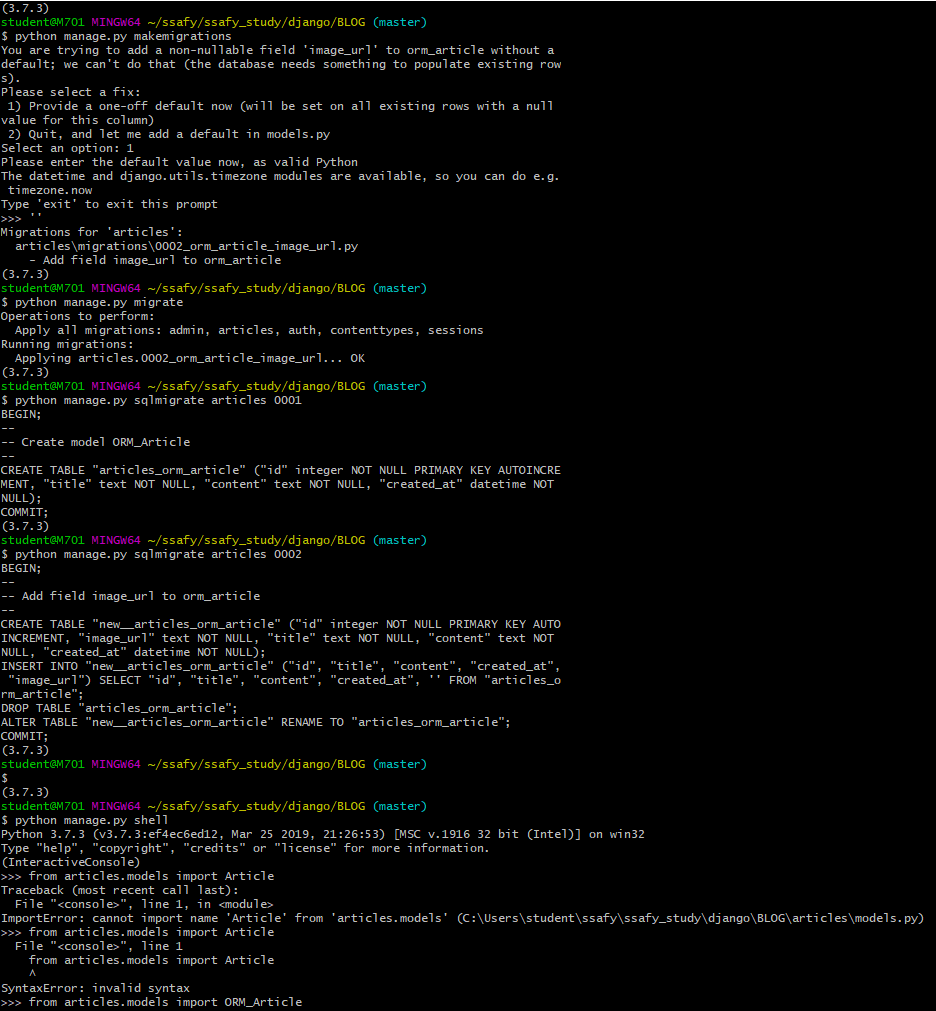 (3.7.3)
student@M701 MINGW64 ~/ssafy/ssafy_study/django/BLOG (master)
$ python manage.py makemigrations
You are trying to add a non-nullable field 'image_url' to orm_article without a
default; we can't do that (the database needs something to populate existing row
s).
Please select a fix:
 1) Provide a one-off default now (will be set on all existing rows with a null
value for this column)
 2) Quit, and let me add a default in models.py
Select an option: 1
Please enter the default value now, as valid Python
The datetime and django.utils.timezone modules are available, so you can do e.g.
 timezone.now
Type 'exit' to exit this prompt
>>> ''
Migrations for 'articles':
  articles\migrations\0002_orm_article_image_url.py
    - Add field image_url to orm_article
(3.7.3)
student@M701 MINGW64 ~/ssafy/ssafy_study/django/BLOG (master)
$ python manage.py migrate
Operations to perform:
  Apply all migrations: admin, articles, auth, contenttypes, sessions
Running migrations:
  Applying articles.0002_orm_article_image_url... OK
(3.7.3)
student@M701 MINGW64 ~/ssafy/ssafy_study/django/BLOG (master)
$ python manage.py sqlmigrate articles 0001
BEGIN;
--
-- Create model ORM_Article
--
CREATE TABLE "articles_orm_article" ("id" integer NOT NULL PRIMARY KEY AUTOINCRE
MENT, "title" text NOT NULL, "content" text NOT NULL, "created_at" datetime NOT
NULL);
COMMIT;
(3.7.3)
student@M701 MINGW64 ~/ssafy/ssafy_study/django/BLOG (master)
$ python manage.py sqlmigrate articles 0002
BEGIN;
--
-- Add field image_url to orm_article
--
CREATE TABLE "new__articles_orm_article" ("id" integer NOT NULL PRIMARY KEY AUTO
INCREMENT, "image_url" text NOT NULL, "title" text NOT NULL, "content" text NOT
NULL, "created_at" datetime NOT NULL);
INSERT INTO "new__articles_orm_article" ("id", "title", "content", "created_at",
 "image_url") SELECT "id", "title", "content", "created_at", '' FROM "articles_o
rm_article";
DROP TABLE "articles_orm_article";
ALTER TABLE "new__articles_orm_article" RENAME TO "articles_orm_article";
COMMIT;
(3.7.3)
student@M701 MINGW64 ~/ssafy/ssafy_study/django/BLOG (master)
$
(3.7.3)
student@M701 MINGW64 ~/ssafy/ssafy_study/django/BLOG (master)
$ python manage.py shell
Python 3.7.3 (v3.7.3:ef4ec6ed12, Mar 25 2019, 21:26:53) [MSC v.1916 32 bit (Intel)] on win32
Type "help", "copyright", "credits" or "license" for more information.
(InteractiveConsole)
>>> from articles.models import Article
Traceback (most recent call last):
  File "<console>", line 1, in <module>
ImportError: cannot import name 'Article' from 'articles.models' (C:\Users\student\ssafy\ssafy_study\django\BLOG\articles\models.py)
>>> from articles.models import Article
  File "<console>", line 1
    from articles.models import Article
    ^
SyntaxError: invalid syntax
>>> from articles.models import ORM_Article